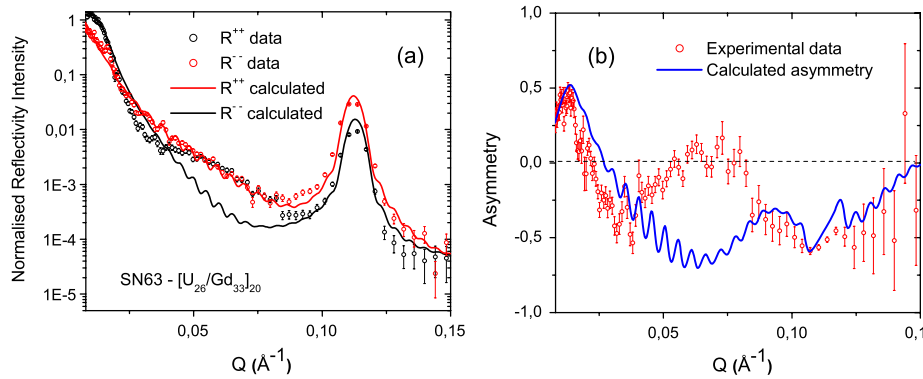 (a)
R++ data
R-- data
R++ calculated
R-- calculated
SN63 - [U26/Gd33]20
Normalised Reflectivity Intensity
1
0,1
0,01
1E-3
1E-4
1E-5
0,05
0,10
0,15
Q (Å-1)
(b)
Experimental data
Calculated asymmetry
Asymmetry
1,0
0,5
0,0
-0,5
-1,0
0,05
0,10
0,1
Q (Å-1)